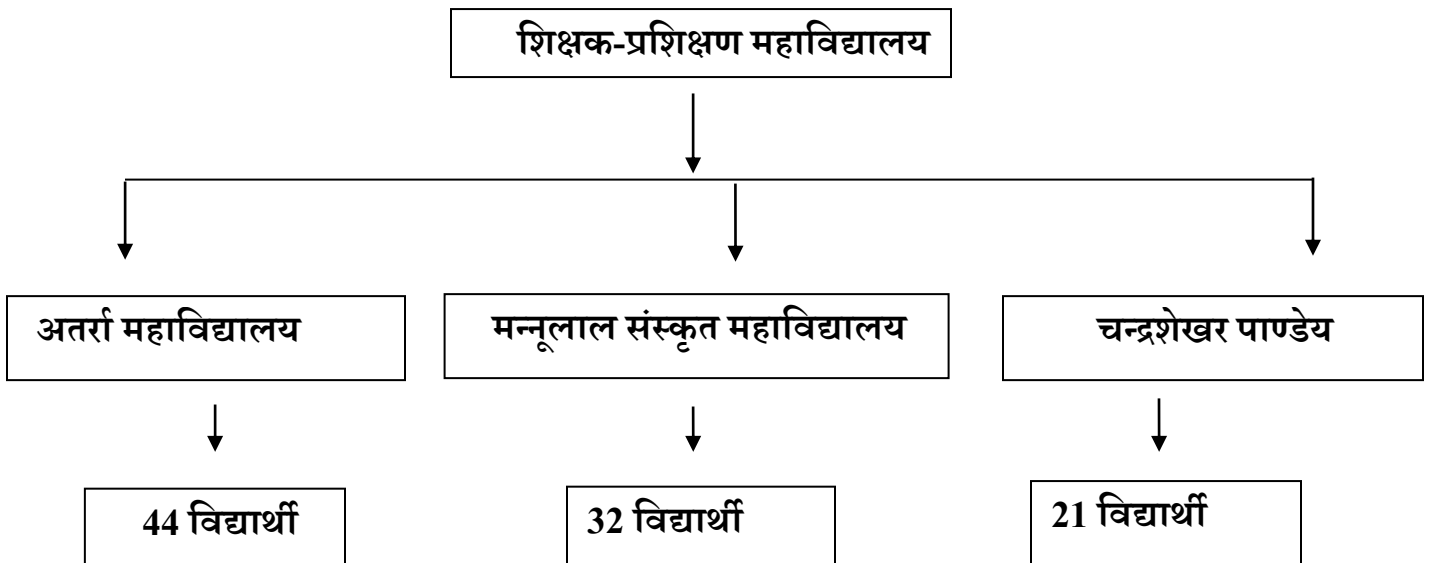 शिक्षक-प्रशिक्षण महाविद्यालय
अतर्रा महाविद्यालय
मन्नूलाल संस्कृत महाविद्यालय
चन्द्रशेखर पाण्डेय
44 विद्यार्थी
32 विद्यार्थी
21 विद्यार्थी